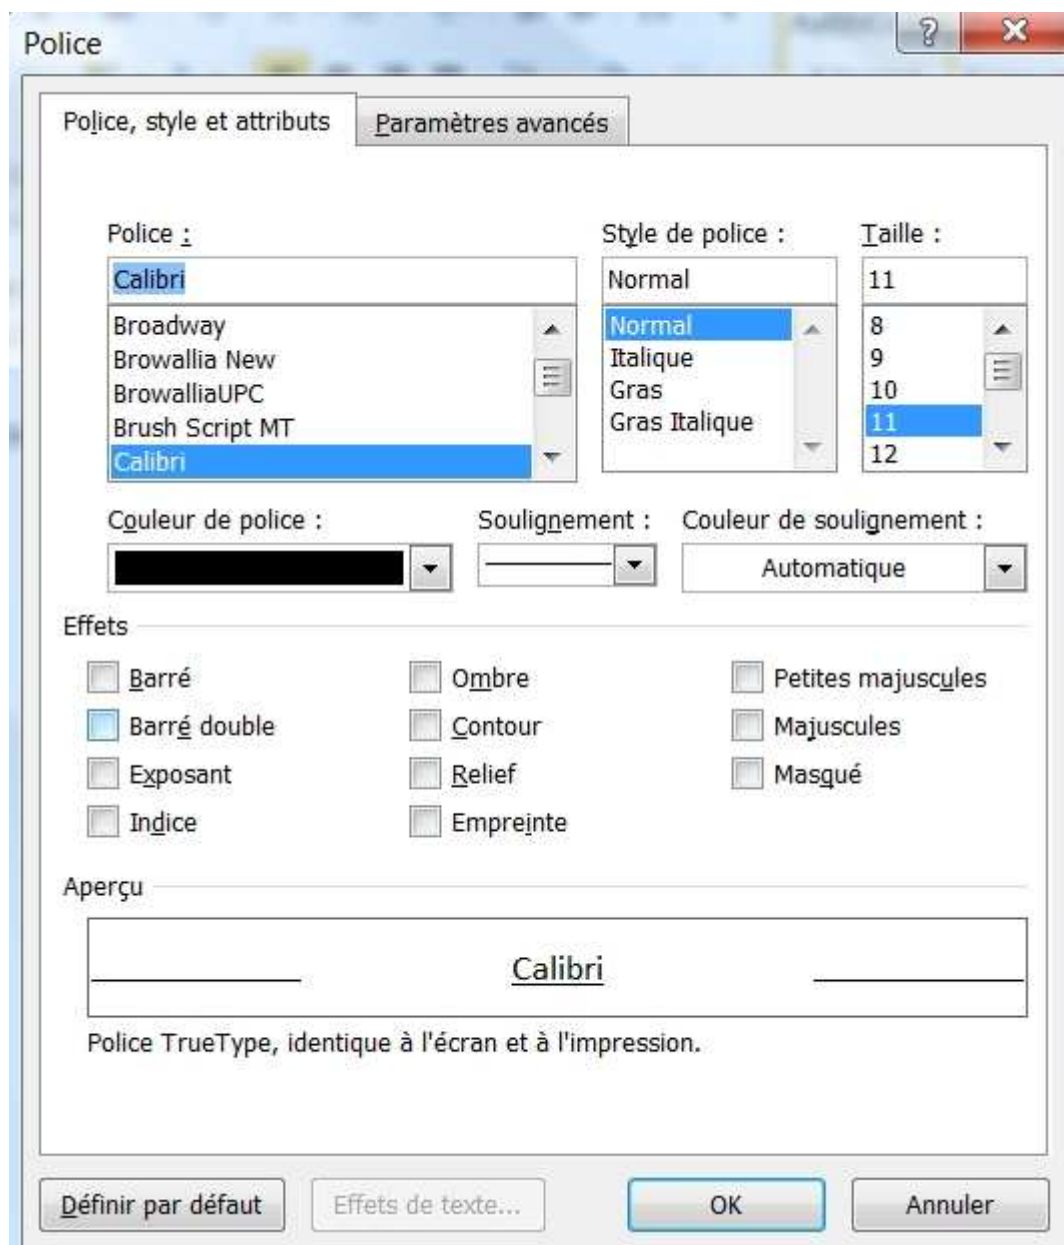 Police
Police, style et attributs
Paramètres avancés
Police :
Style de police :
Taille :
Calibri
Normal
11
Broadway
Browallia New
BrowalliaUPC
Brush Script MT
Calibri
Normal
Italique
Gras
Gras Italique
8
9
10
11
12
Couleur de police :
Soulignement :
Couleur de soulignement :
Automatique
Effets
Barré
Ombre
Petites majuscules
Barré double
Contour
Majuscules
Exposant
Relief
Masqué
Indice
Empreinte
Aperçu
Calibri
Police TrueType, identique à l'écran et à l'impression.
Définir par défaut
Effets de texte...
OK
Annuler